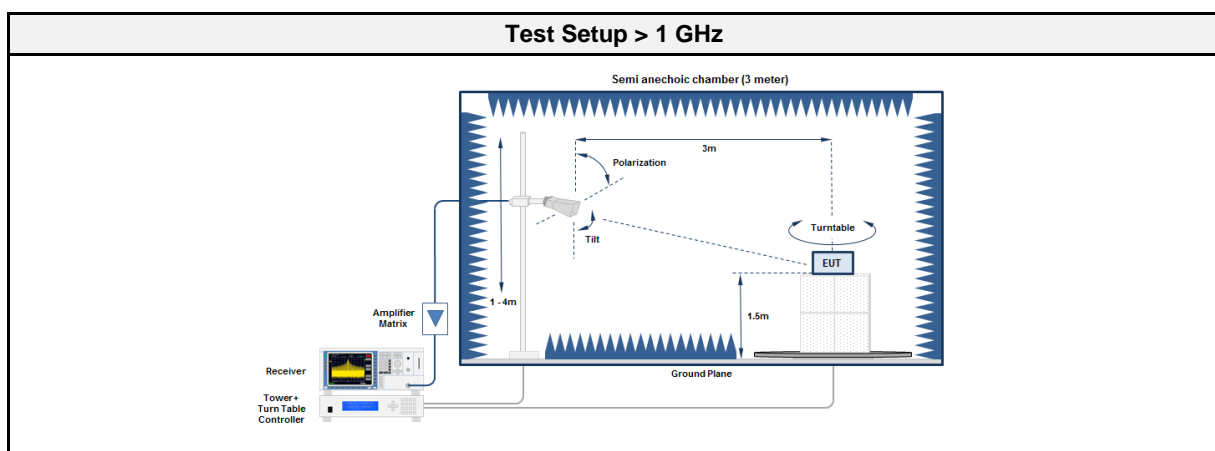 Test Setup > 1 GHz
Semi anechoic chamber (3 meter)
3m
Polarization
Tilt
Turntable
EUT
1 - 4m
1.5m
Amplifier
Matrix
Ground Plane
Receiver
Tower+
Turn Table
Controller